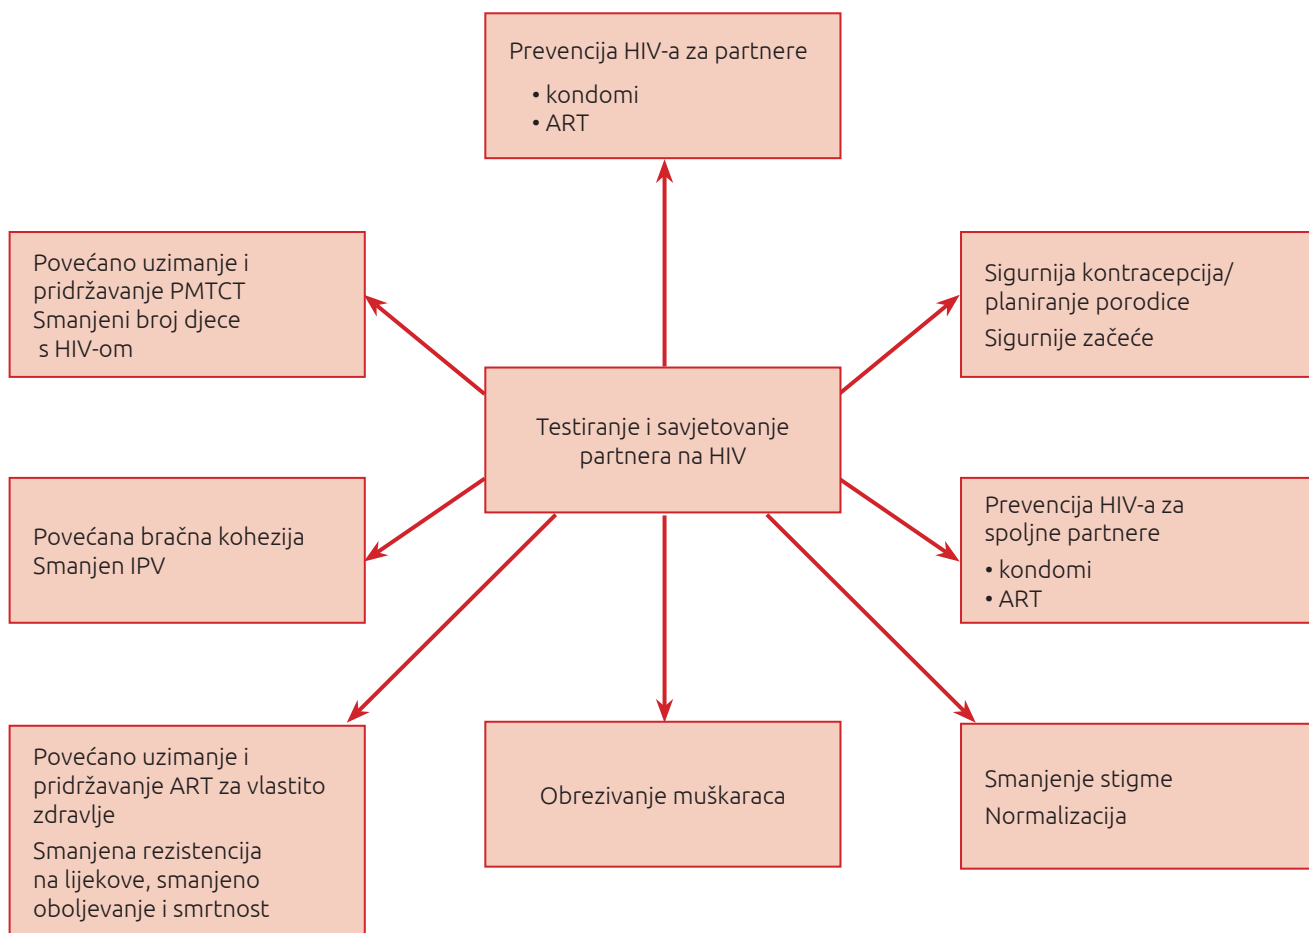 Prevencija HIV-a za partnere
• kondomi
• ART
Povećano uzimanje i
pridržavanje PMTCT
Smanjeni broj djece
s HIV-om
Sigurnija kontracepcija/
planiranje porodice
Sigurnije začeće
Testiranje i savjetovanje
partnera na HIV
Povećana bračna kohezija
Smanjen IPV
Prevencija HIV-a za
spoljne partnere
• kondomi
• ART
Povećano uzimanje i
pridržavanje ART za vlastito
zdravlje
Smanjena rezistencija
na lijekove, smanjeno
oboljevanje i smrtnost
Obrezivanje muškaraca
Smanjenje stigme
Normalizacija